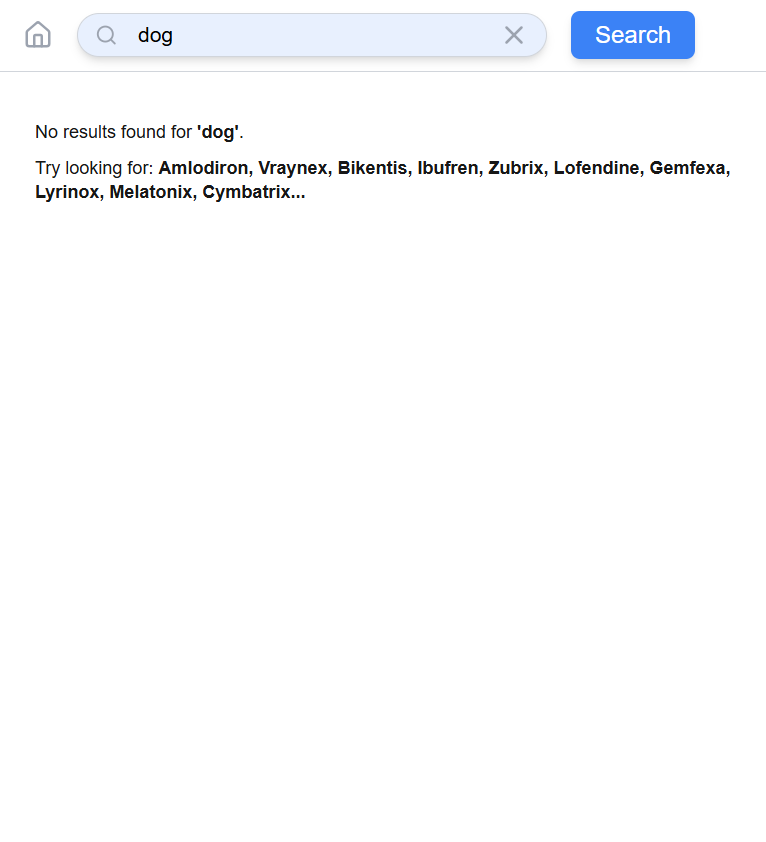 dog
Search
No results found for 'dog'.
Try looking for: Amlodiron, Vraynex, Bikentis, Ibufren, Zubrix, Lofendine, Gemfexa,
Lyrinox, Melatonix, Cymbatrix...